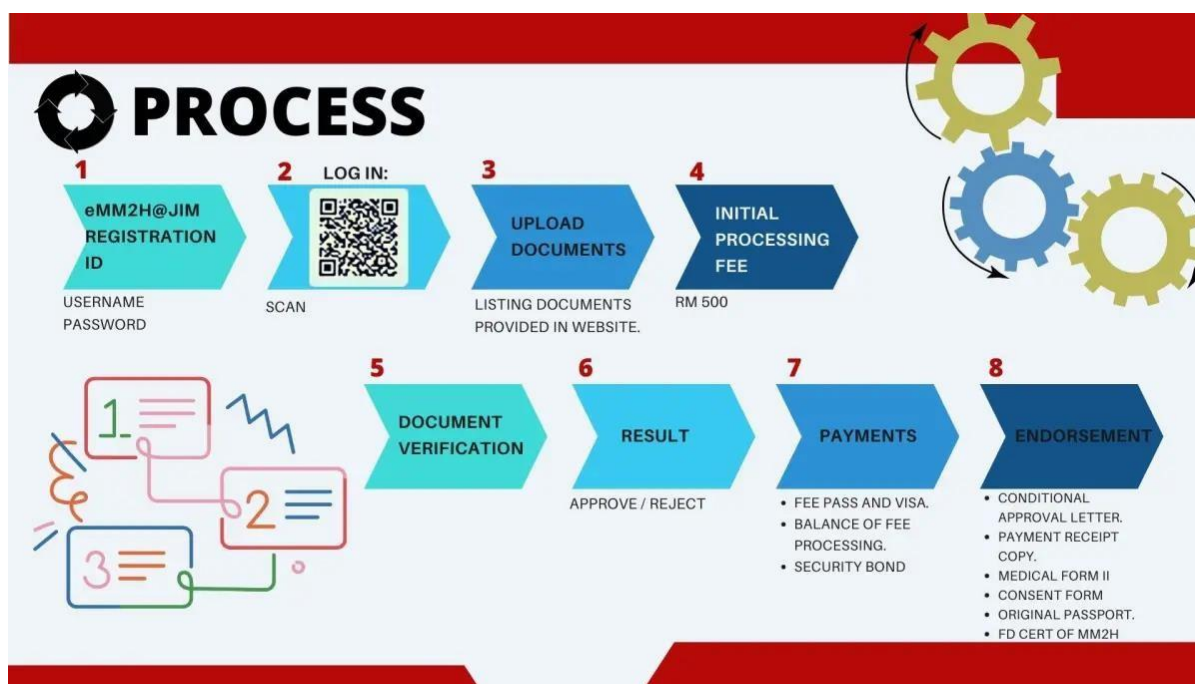 PROCESS
1
eMM2H@JIM
REGISTRATION
ID
USERNAME
PASSWORD
2
LOG IN:
SCAN
3
UPLOAD
DOCUMENTS
LISTING DOCUMENTS
PROVIDED IN WEBSITE.
4
INITIAL
PROCESSING
FEE
RM 500
1
2
3
5
DOCUMENT
VERIFICATION
6
RESULT
APPROVE / REJECT
7
PAYMENTS
• FEE PASS AND VISA.
• BALANCE OF FEE
PROCESSING.
• SECURITY BOND
8
ENDORSEMENT
• CONDITIONAL
APPROVAL LETTER.
• PAYMENT RECEIPT
COPY.
• MEDICAL FORM II
• CONSENT FORM
• ORIGINAL PASSPORT.
• FD CERT OF MM2H